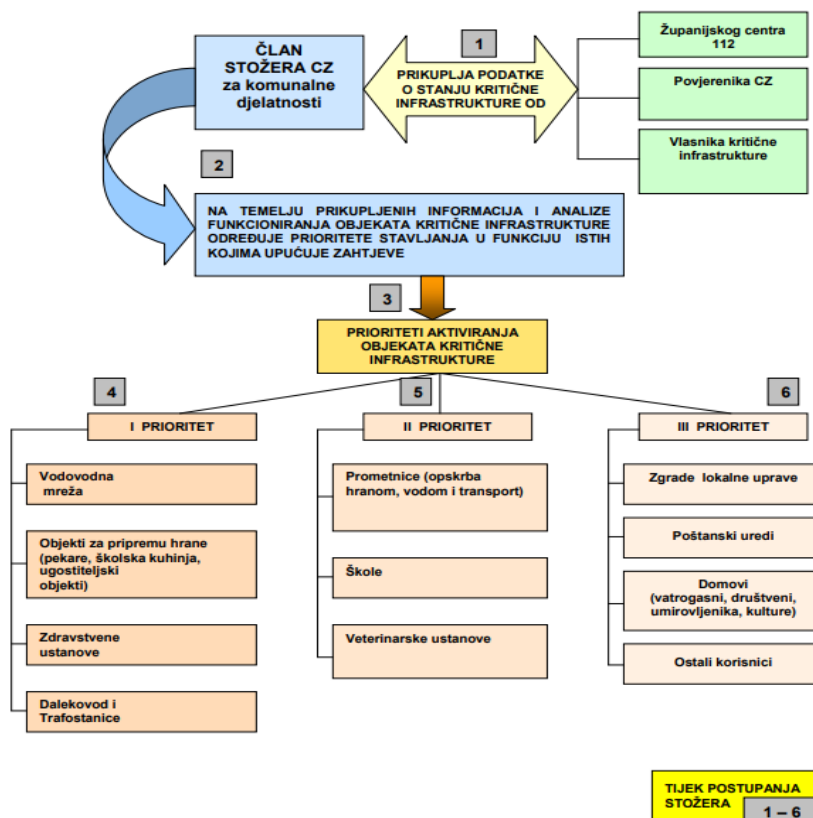 1
ČLAN
STOŽERA CZ
za komunalne
djelatnosti
PRIKUPLJA PODATKE
O STANJU KRITIČNE
INFRASTRUKTURE OD
Županijskog centra
112
Povjerenika CZ
Vlasnika kritične
infrastrukture
2
NA TEMELJU PRIKUPLJENIH INFORMACIJA I ANALIZE
FUNKCIONIRANJA OBJEKATA KRITIČNE INFRASTRUKTURE
ODREĐUJE PRIORITETE STAVLJANJA U FUNKCIJU ISTIH
KOJIMA UPUĆUJE ZAHTJEVE
3
PRIORITETI AKTIVIRANJA
OBJEKATA KRITIČNE
INFRASTRUKTURE
4
I PRIORITET
Vodovodna
mreža
Objekti za pripremu hrane
(pekare, školska kuhinja,
ugostiteljski
objekti)
Zdravstvene
ustanove
Dalekovod i
Trafostanice
5
II PRIORITET
Prometnice (opskrba
hranom, vodom i transport)
Škole
Veterinarske ustanove
6
III PRIORITET
Zgrade lokalne uprave
Poštanski uredi
Domovi
(vatrogasni, društveni,
umirovljenika, kulture)
Ostali korisnici
TIJEK POSTUPANJA
STOŽERA
1 – 6